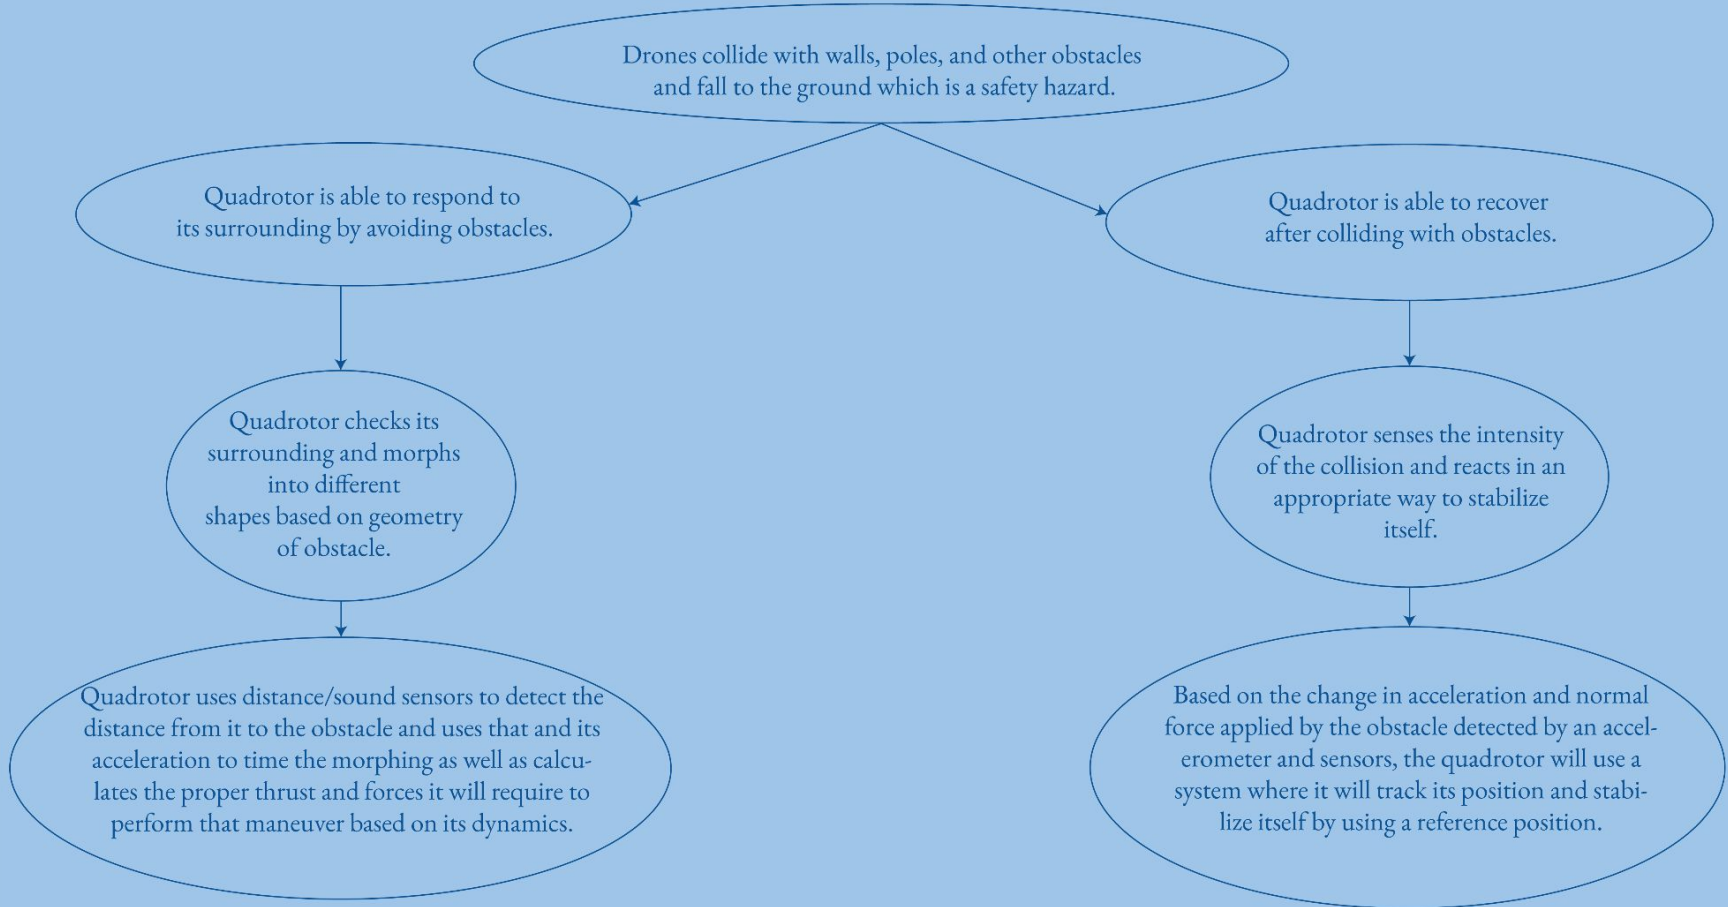 Drones collide with walls, poles, and other obstacles
and fall to the ground which is a safety hazard.
Quadrotor is able to respond to
its surrounding by avoiding obstacles.
Quadrotor is able to recover
after colliding with obstacles.
Quadrotor checks its
surrounding and morphs
into different
shapes based on geometry
of obstacle.
Quadrotor senses the intensity
of the collision and reacts in an
appropriate way to stabilize
itself.
Quadrotor uses distance/sound sensors to detect the
distance from it to the obstacle and uses that and its
acceleration to time the morphing as well as calcu-
lates the proper thrust and forces it will require to
perform that maneuver based on its dynamics.
Based on the change in acceleration and normal
force applied by the obstacle detected by an accel-
erometer and sensors, the quadrotor will use a
system where it will track its position and stabi-
lize itself by using a reference position.